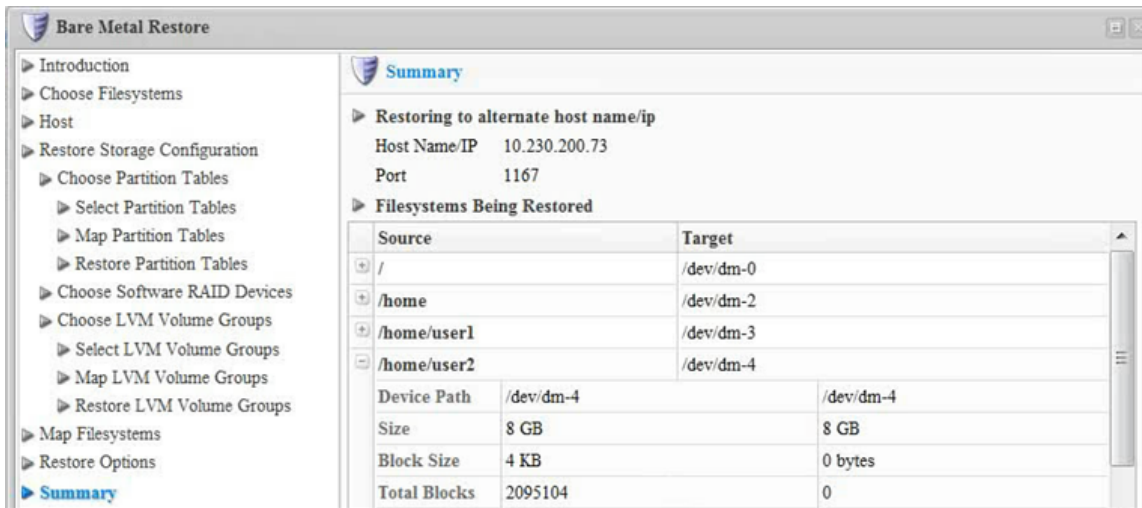 Bare Metal Restore
Introduction
Choose Filesystems
Host
Restore Storage Configuration
Choose Partition Tables
Select Partition Tables
Map Partition Tables
Restore Partition Tables
Choose Software RAID Devices
Choose LVM Volume Groups
Select LVM Volume Groups
Map LVM Volume Groups
Restore LVM Volume Groups
Map Filesystems
Restore Options
Summary
Summary
Restoring to alternate host name/ip
Host Name/IP 10.230.200.73
Port 1167
Filesystems Being Restored
Source Target
/ /dev/dm-0
/home /dev/dm-2
/home/user1 /dev/dm-3
/home/user2 /dev/dm-4
Device Path /dev/dm-4 /dev/dm-4
Size 8 GB 8 GB
Block Size 4 KB 0 bytes
Total Blocks 2095104 0